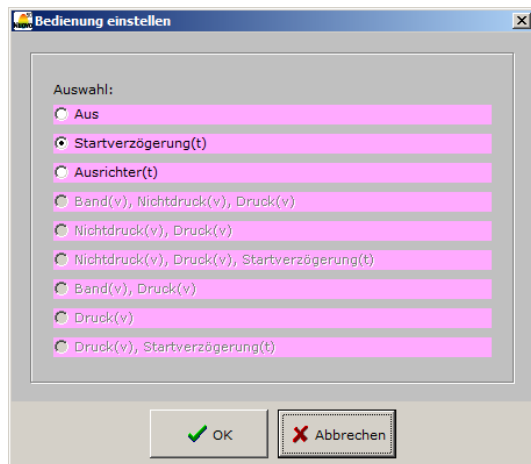 Bedienung einstellen
Auswahl:
Aus
Startverzögerung(t)
Ausrichter(t)
Band(v), Nichtdruck(v), Druck(v)
Nichtdruck(v), Druck(v)
Nichtdruck(v), Druck(v), Startverzögerung(t)
Band(v), Druck(v)
Druck(v)
Druck(v), Startverzögerung(t)
OK
Abbrechen